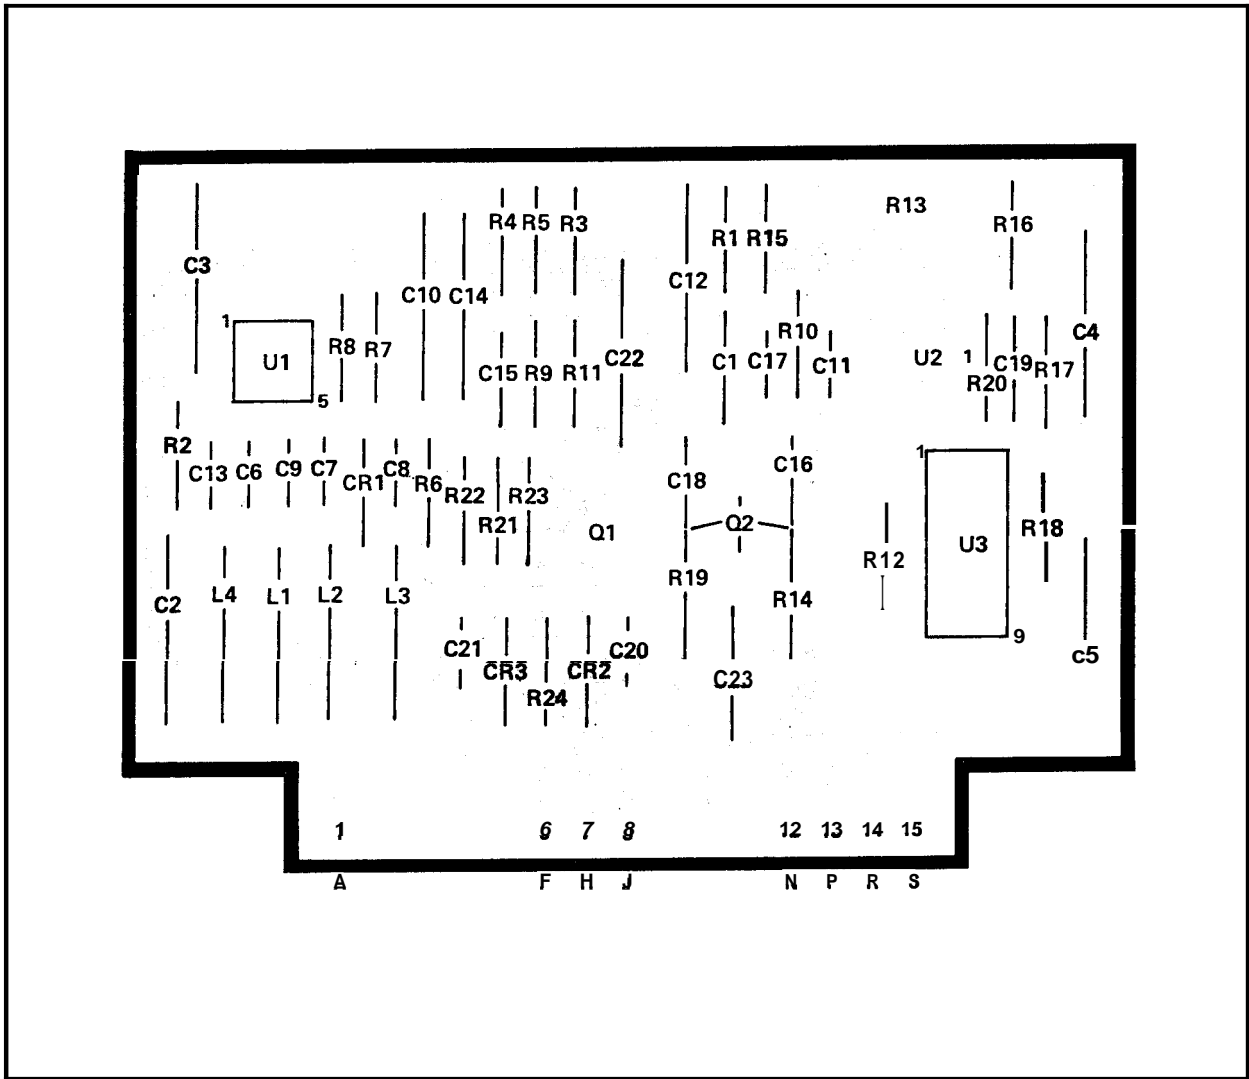 R13
R4 R5 R3 R16
R1 R15
C3
C12
C10 C14
1
R10 C4
R8 R7 U1 C22 C1 C17 C11 U2 1 C19
C15 R9 R11 R17
R20
5
R2
1
C13 C6 C9 C7 CR1 C8 R6 C18 C16
R22 R23
R21 Q1 Q2 R18
U3
R12
R19
C2 L4 L1 L2 L3 R14
9
C21 C20 c5
CR3 CR2 C23
R24
1 6 7 8 12 13 14 15
A F H J N P R S